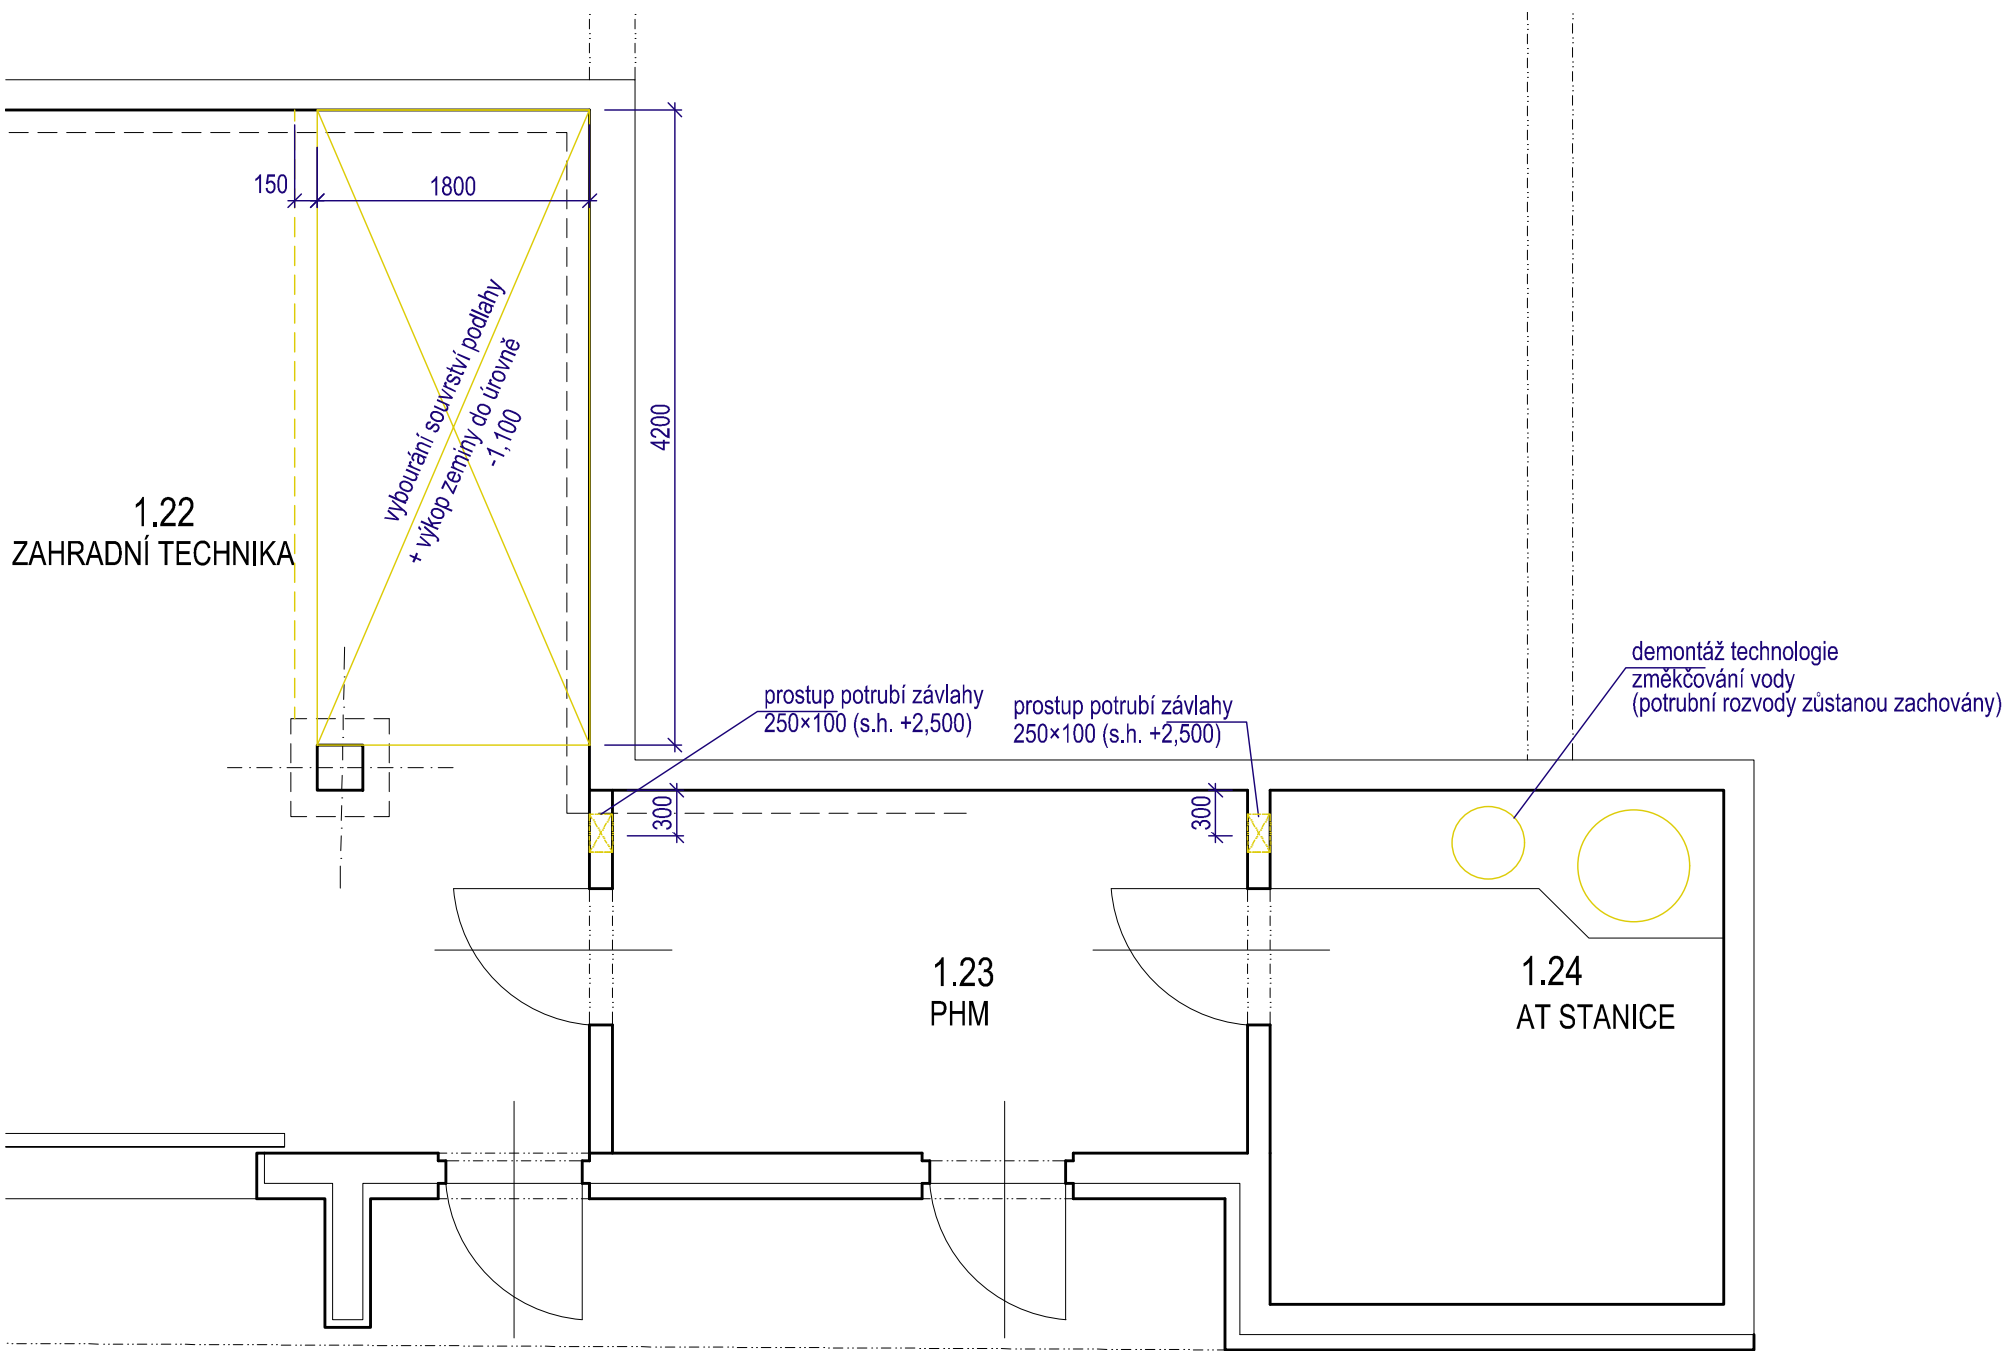 150
1800
vybourání souvrství podlahy
+ výkop zeminy do úrovně
-1,100
4200
1.22
ZAHRADNÍ TECHNIKA
prostup potrubí závlahy
250×100 (s.h. +2,500)
prostup potrubí závlahy
250×100 (s.h. +2,500)
demontáž technologie
změkčování vody
(potrubní rozvody zůstanou zachovány)
300
300
1.23
PHM
1.24
AT STANICE